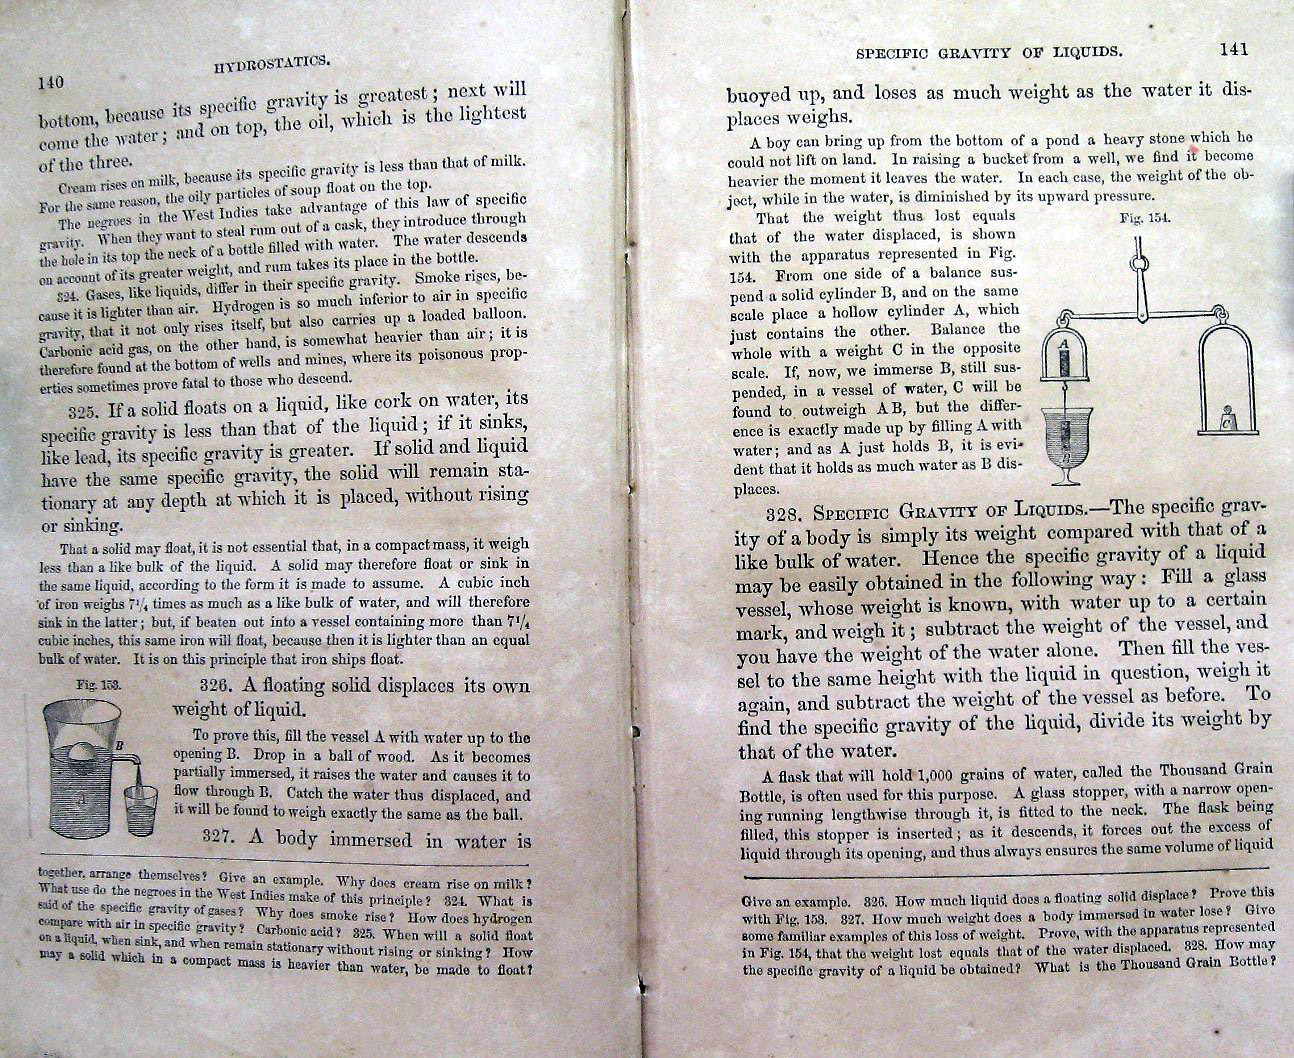 140
HYDROSTATICS.
bottom, because its specific gravity is greatest; next will
come the water; and on top, the oil, which is the lightest
of the three.
Cream rises on milk, because its specific gravity is less than that of milk.
For the same reason, the oily particles of soup float on the top.
The negroes in the West Indies take advantage of this law of specific
gravity. When they want to steal rum out of a cask, they introduce through
the hole in its top the neck of a bottle filled with water. The water descends
on account of its greater weight, and rum takes its place in the bottle.
324. Gases, like liquids, differ in their specific gravity. Smoke rises, be-
cause it is lighter than air. Hydrogen is so much inferior to air in specific
gravity, that it not only rises itself, but also carries up a loaded balloon.
Carbonic acid gas, on the other hand, is somewhat heavier than air; it is
therefore found at the bottom of wells and mines, where its poisonous prop-
erties sometimes prove fatal to those who descend.
325. If a solid floats on a liquid, like cork on water, its
specific gravity is less than that of the liquid; if it sinks,
like lead, its specific gravity is greater. If solid and liquid
have the same specific gravity, the solid will remain sta-
tionary at any depth at which it is placed, without rising
or sinking.
That a solid may float, it is not essential that, in a compact mass, it weigh
less than a like bulk of the liquid. A solid may therefore float or sink in
the same liquid, according to the form it is made to assume. A cubic inch
of iron weighs 7 1/4 times as much as a like bulk of water, and will therefore
sink in the latter; but, if beaten out into a vessel containing more than 7 1/4
cubic inches, this same iron will float, because then it is lighter than an equal
bulk of water. It is on this principle that iron ships float.
Fig. 153.
B
A
326. A floating solid displaces its own
weight of liquid.
To prove this, fill the vessel A with water up to the
opening B. Drop in a ball of wood. As it becomes
partially immersed, it raises the water and causes it to
flow through B. Catch the water thus displaced, and
it will be found to weigh exactly the same as the ball.
327. A body immersed in water is
together, arrange themselves? Give an example. Why does cream rise on milk?
What use do the negroes in the West Indies make of this principle? 324. What is
said of the specific gravity of gases? Why does smoke rise? How does hydrogen
compare with air in specific gravity? Carbonic acid? 325. When will a solid float
on a liquid, when sink, and when remain stationary without rising or sinking? How
may a solid which in a compact mass is heavier than water, be made to float?
SPECIFIC GRAVITY OF LIQUIDS.
141
buoyed up, and loses as much weight as the water it dis-
places weighs.
A boy can bring up from the bottom of a pond a heavy stone which he
could not lift on land. In raising a bucket from a well, we find it become
heavier the moment it leaves the water. In each case, the weight of the ob-
ject, while in the water, is diminished by its upward pressure.
That the weight thus lost equals
that of the water displaced, is shown
with the apparatus represented in Fig.
154. From one side of a balance sus-
pend a solid cylinder B, and on the same
scale place a hollow cylinder A, which
just contains the other. Balance the
whole with a weight C in the opposite
scale. If, now, we immerse B, still sus-
pended, in a vessel of water, C will be
found to outweigh A B, but the differ-
ence is exactly made up by filling A with
water; and as A just holds B, it is evi-
dent that it holds as much water as B dis-
places.
Fig. 154.
A
B
C
328. SPECIFIC GRAVITY OF LIQUIDS.—The specific grav-
ity of a body is simply its weight compared with that of a
like bulk of water. Hence the specific gravity of a liquid
may be easily obtained in the following way: Fill a glass
vessel, whose weight is known, with water up to a certain
mark, and weigh it; subtract the weight of the vessel, and
you have the weight of the water alone. Then fill the ves-
sel to the same height with the liquid in question, weigh it
again, and subtract the weight of the vessel as before. To
find the specific gravity of the liquid, divide its weight by
that of the water.
A flask that will hold 1,000 grains of water, called the Thousand Grain
Bottle, is often used for this purpose. A glass stopper, with a narrow open-
ing running lengthwise through it, is fitted to the neck. The flask being
filled, this stopper is inserted; as it descends, it forces out the excess of
liquid through its opening, and thus always ensures the same volume of liquid
Give an example. 326. How much liquid does a floating solid displace? Prove this
with Fig. 153. 327. How much weight does a body immersed in water lose? Give
some familiar examples of this loss of weight. Prove, with the apparatus represented
in Fig. 154, that the weight lost equals that of the water displaced. 328. How may
the specific gravity of a liquid be obtained? What is the Thousand Grain Bottle?